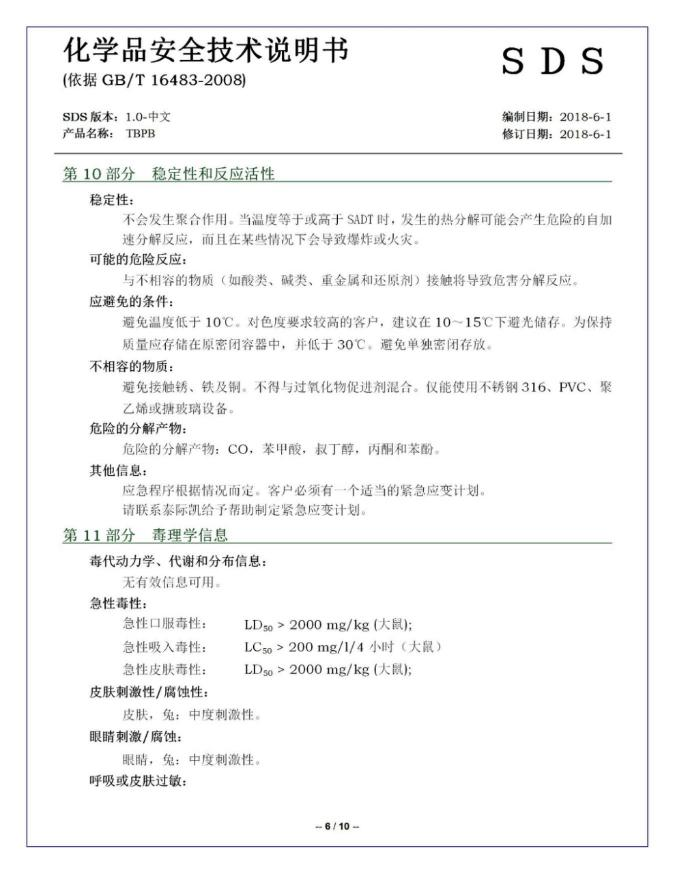 化学品安全技术说明书
SDS
(依据 GB/T 16483-2008)
SDS 版本：1.0-中文
编制日期：2018-6-1
产品名称： TBPB
修订日期：2018-6-1
第 10 部分 稳定性和反应活性
稳定性：
不会发生聚合作用。当温度等于或高于 SADT 时，发生的热分解可能会产生危险的自加
速分解反应，而且在某些情况下会导致爆炸或火灾。
可能的危险反应：
与不相容的物质（如酸类、碱类、重金属和还原剂）接触将导致危害分解反应。
应避免的条件：
避免温度低于 10℃。对色度要求较高的客户，建议在 10～15℃下避光储存。为保持
质量应存储在原密闭容器中，并低于 30℃。避免单独密闭存放。
不相容的物质：
避免接触锈、铁及铜。不得与过氧化物促进剂混合。仅能使用不锈钢 316、PVC、聚
乙烯或搪玻璃设备。
危险的分解产物：
危险的分解产物：CO，苯甲酸，叔丁醇，丙酮和苯酚。
其他信息：
应急程序根据情况而定。客户必须有一个适当的紧急应变计划。
请联系泰际凯给予帮助制定紧急应变计划。
第 11 部分 毒理学信息
毒代动力学、代谢和分布信息：
无有效信息可用。
急性毒性：
急性口服毒性： LD₅₀ > 2000 mg/kg (大鼠);
急性吸入毒性： LC₅₀ > 200 mg/l/4 小时（大鼠）
急性皮肤毒性： LD₅₀ > 2000 mg/kg (大鼠);
皮肤刺激性/腐蚀性：
皮肤，兔：中度刺激性。
眼睛刺激/腐蚀：
眼睛，兔：中度刺激性。
呼吸或皮肤过敏：
-- 6 / 10 --